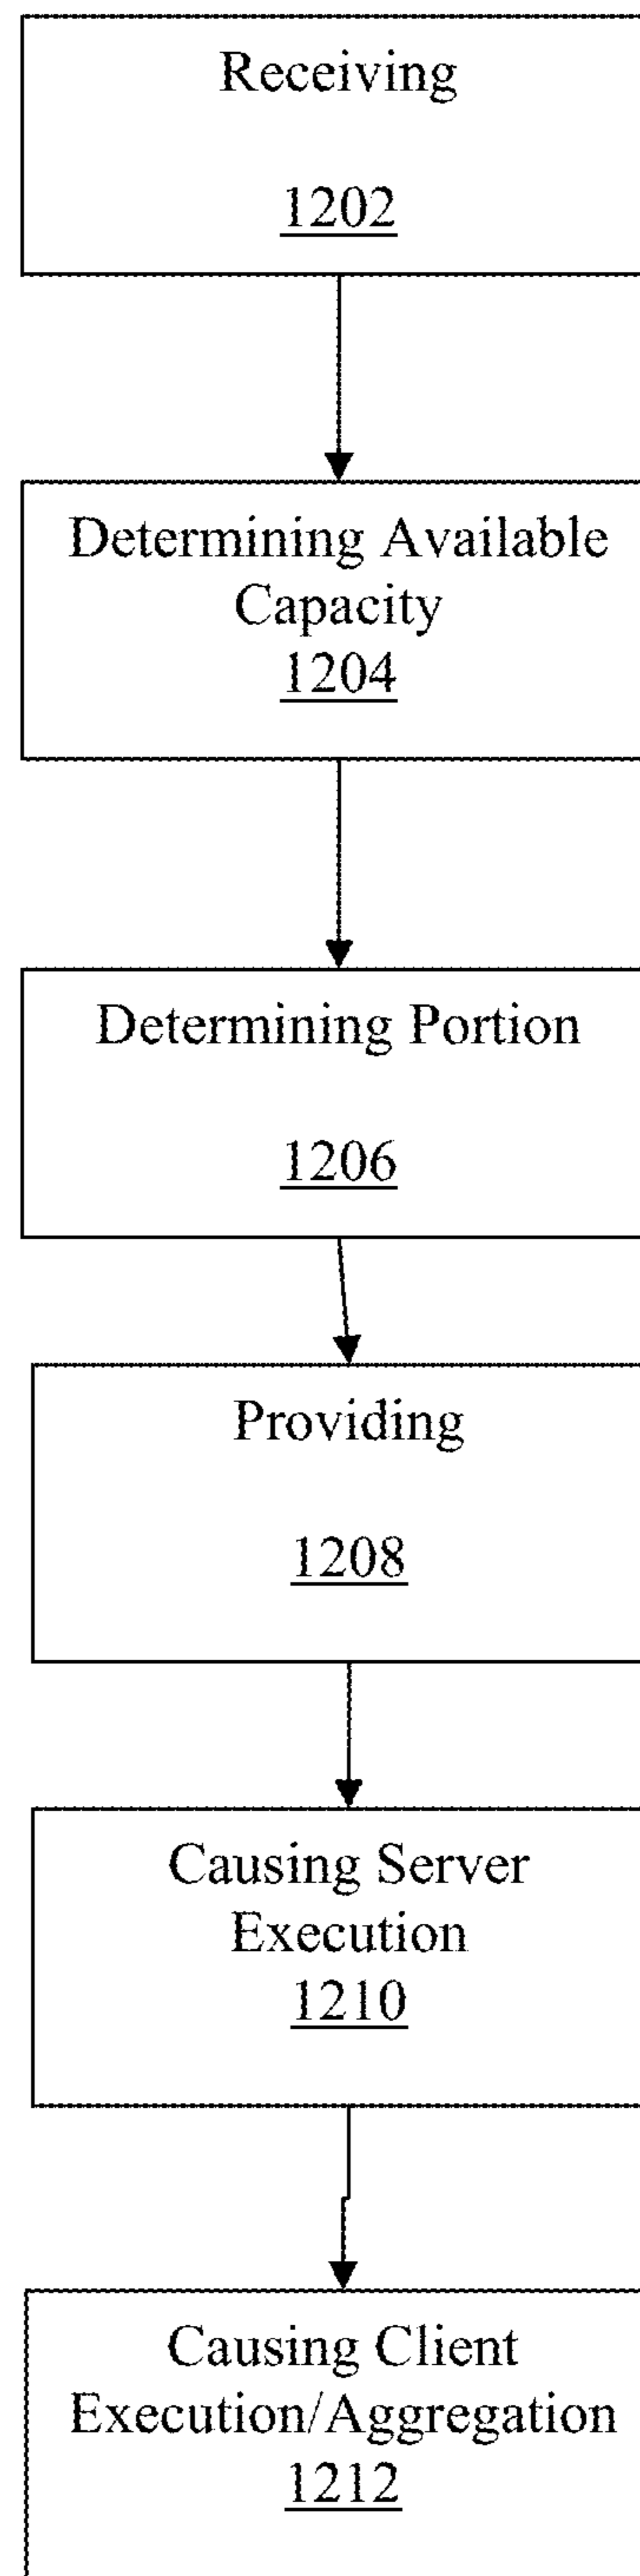 Receiving
1202
Determining Available
Capacity
1204
Determining Portion
1206
Providing
1208
Causing Server
Execution
1210
Causing Client
Execution/Aggregation
1212